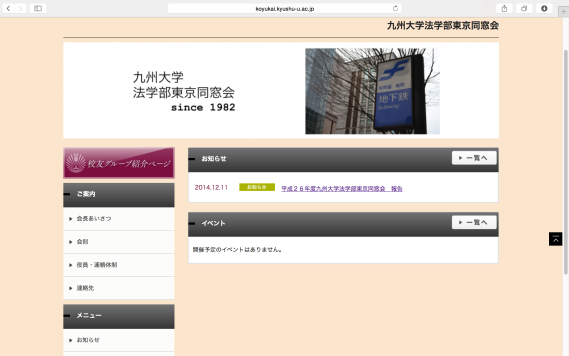 koyukai.kyushu-u.ac.jp
九州大学法学部東京同窓会
九州大学
法学部東京同窓会
since 1982
地下鉄
Subway
校友グループ紹介ページ
お知らせ
一覧へ
2014.12.11 お知らせ 平成２６年度九州大学法学部東京同窓会 報告
イベント
一覧へ
開催予定のイベントはありません。
ご案内
会長あいさつ
会則
役員・連絡体制
連絡先
メニュー
お知らせ